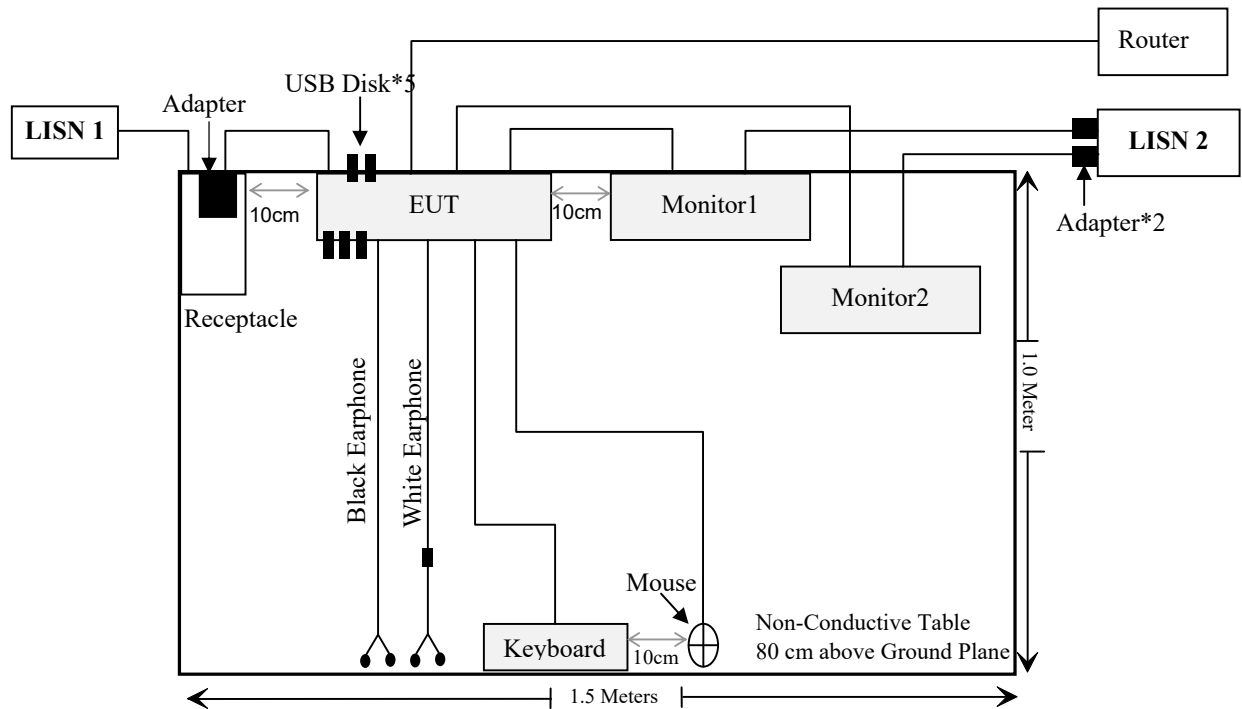 Router
USB Disk*5
Adapter
LISN 1
LISN 2
EUT
Monitor1
10cm
10cm
Adapter*2
Monitor2
Receptacle
1.0 Meter
Black Earphone
White Earphone
Mouse
Non-Conductive Table
80 cm above Ground Plane
Keyboard
10cm
1.5 Meters